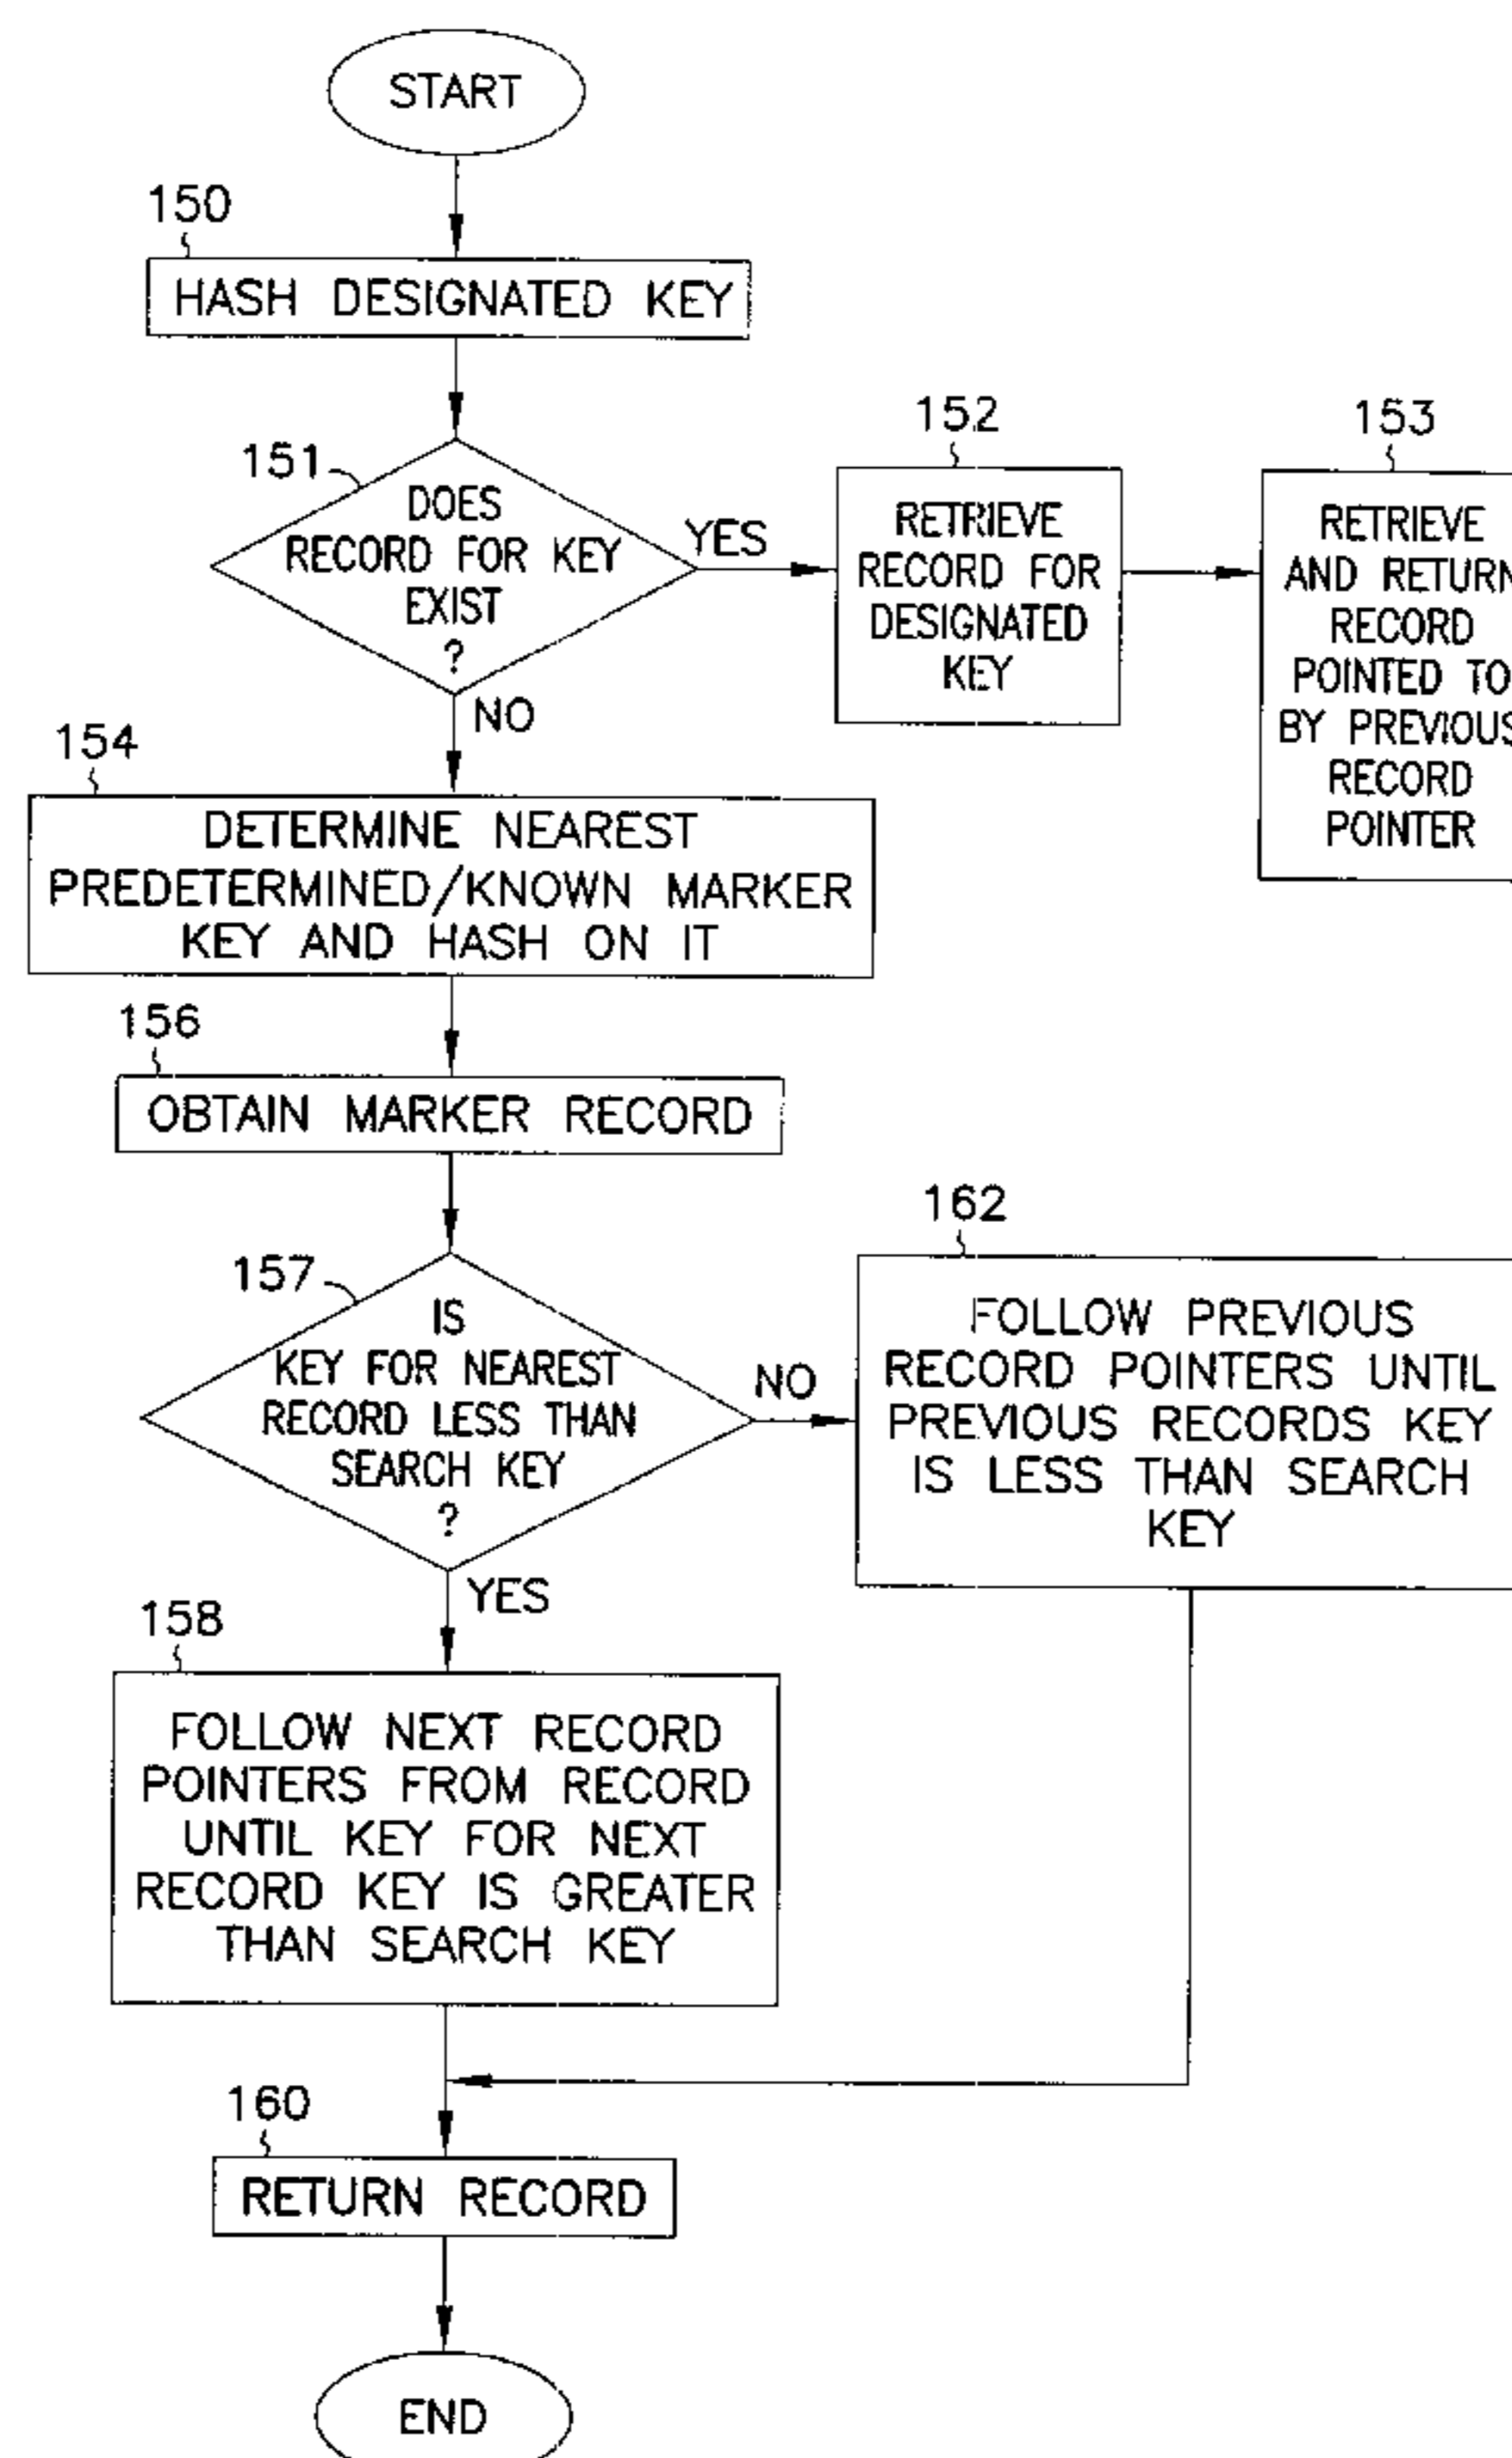 START
150
HASH DESIGNATED KEY
151
DOES
RECORD FOR KEY
EXIST
?
YES
152
RETRIEVE
RECORD FOR
DESIGNATED
KEY
153
RETRIEVE
AND RETURN
RECORD
POINTED TO
BY PREVIOUS
RECORD
POINTER
NO
154
DETERMINE NEAREST
PREDETERMINED/KNOWN MARKER
KEY AND HASH ON IT
156
OBTAIN MARKER RECORD
157
IS
KEY FOR NEAREST
RECORD LESS THAN
SEARCH KEY
?
NO
162
FOLLOW PREVIOUS
RECORD POINTERS UNTIL
PREVIOUS RECORDS KEY
IS LESS THAN SEARCH
KEY
YES
158
FOLLOW NEXT RECORD
POINTERS FROM RECORD
UNTIL KEY FOR NEXT
RECORD KEY IS GREATER
THAN SEARCH KEY
160
RETURN RECORD
END